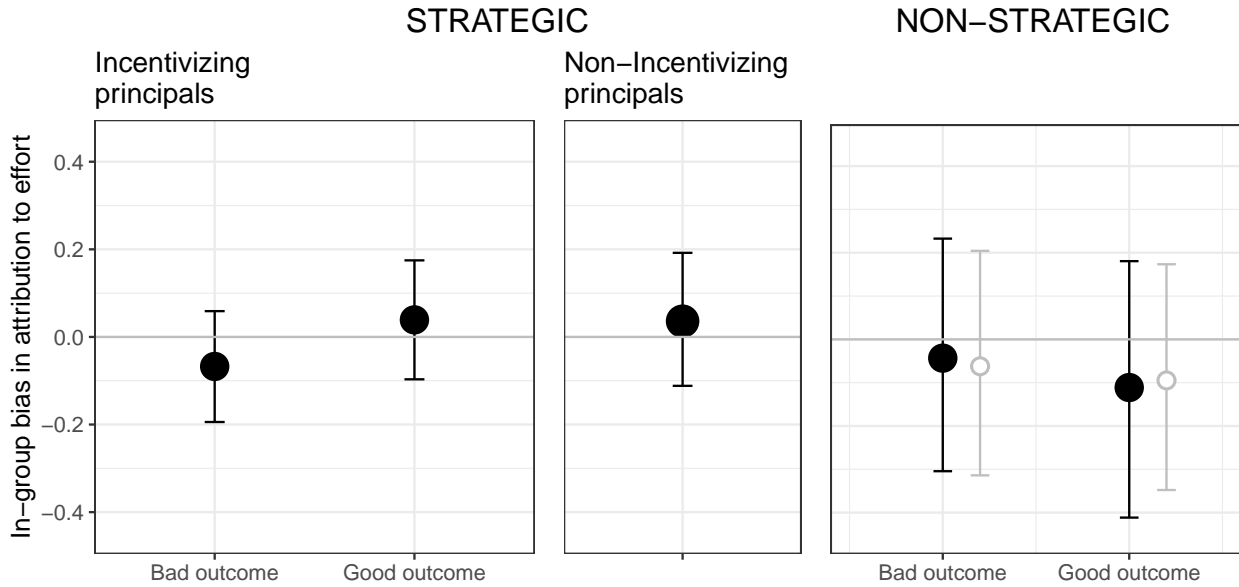 STRATEGIC
NON−STRATEGIC
Incentivizing
principals
Non−Incentivizing
principals
In−group bias in attribution to effort
0.4
0.2
0.0
−0.2
−0.4
Bad outcome
Good outcome
Bad outcome
Good outcome